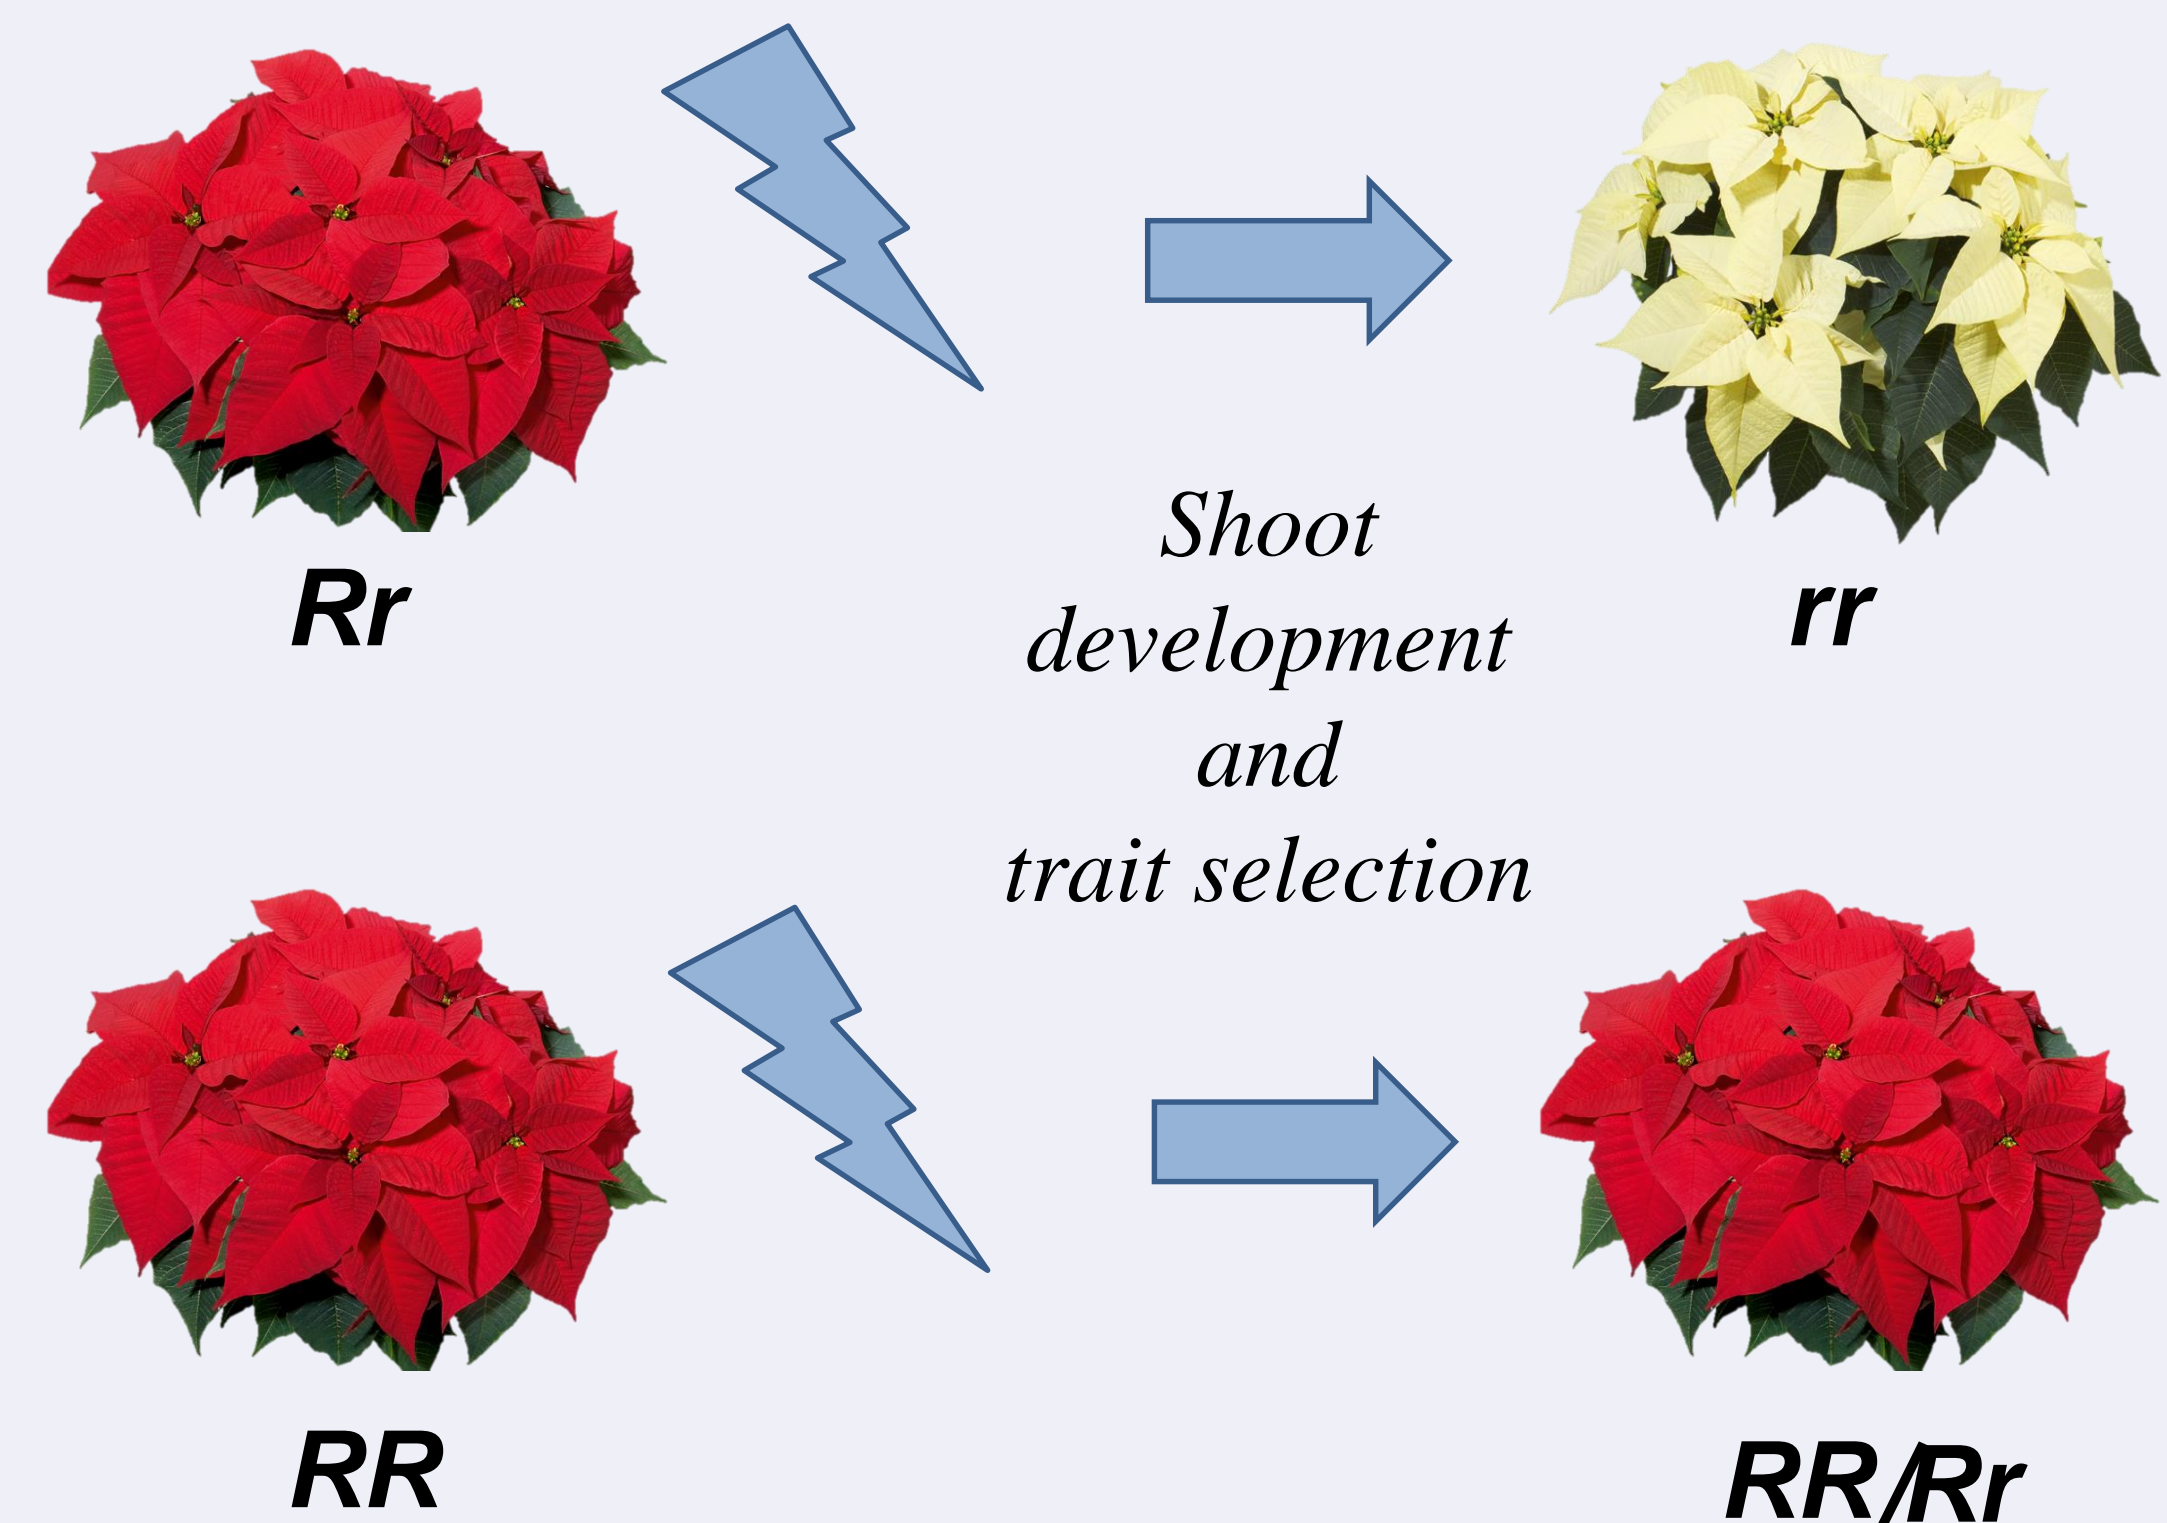 Rr
rr
Shoot
development
and
trait selection
RR
RR/Rr